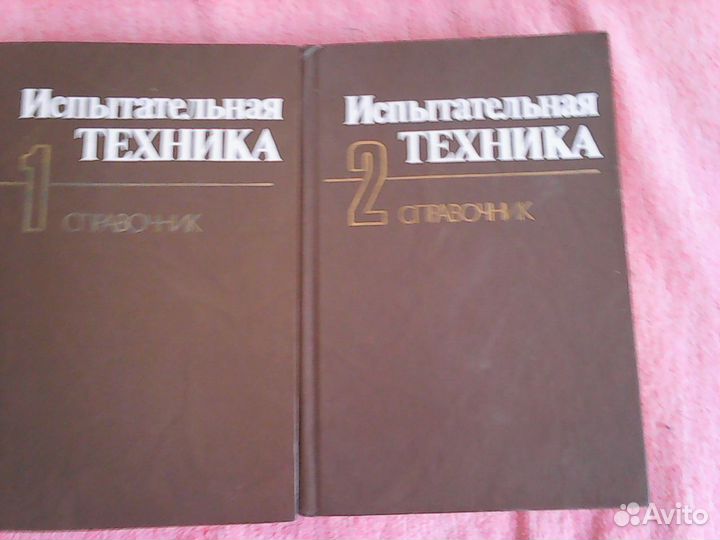 Испытательная
ТЕХНИКА
1 СПРАВОЧНИК
Испытательная
ТЕХНИКА
2 СПРАВОЧНИК
Avito